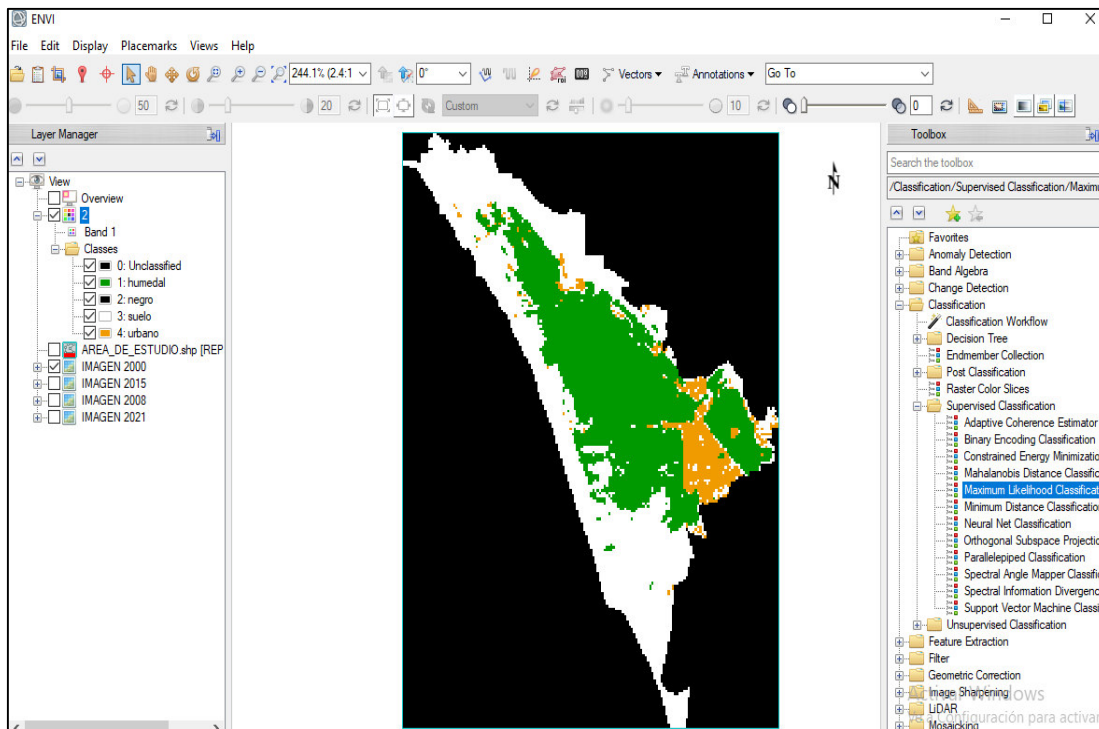 ENVI
File Edit Display Placemarks Views Help
244.1% (2.4:1 0° Vectors Annotations Go To
50 20 Custom 10 0
Layer Manager
View
Overview
2
Band 1
Classes
0: Unclassified
1: humedal
2: negro
3: suelo
4: urbano
AREA_DE_ESTUDIO.shp [REP
IMAGEN 2000
IMAGEN 2015
IMAGEN 2008
IMAGEN 2021
N
Toolbox
Search the toolbox
/Classification/Supervised Classification/Maximu
Favorites
Anomaly Detection
Band Algebra
Change Detection
Classification
Classification Workflow
Decision Tree
Endmember Collection
Post Classification
Raster Color Slices
Supervised Classification
Adaptive Coherence Estimator
Binary Encoding Classification
Constrained Energy Minimizatio
Mahalanobis Distance Classific
Maximum Likelihood Classificat
Minimum Distance Classification
Neural Net Classification
Orthogonal Subspace Projectio
Parallelepiped Classification
Spectral Angle Mapper Classific
Spectral Information Divergenc
Support Vector Machine Classi
Unsupervised Classification
Feature Extraction
Filter
Geometric Correction
Image Sharpening
LiDAR
Mosaicking
Activar Windows
Ve a Configuración para activar